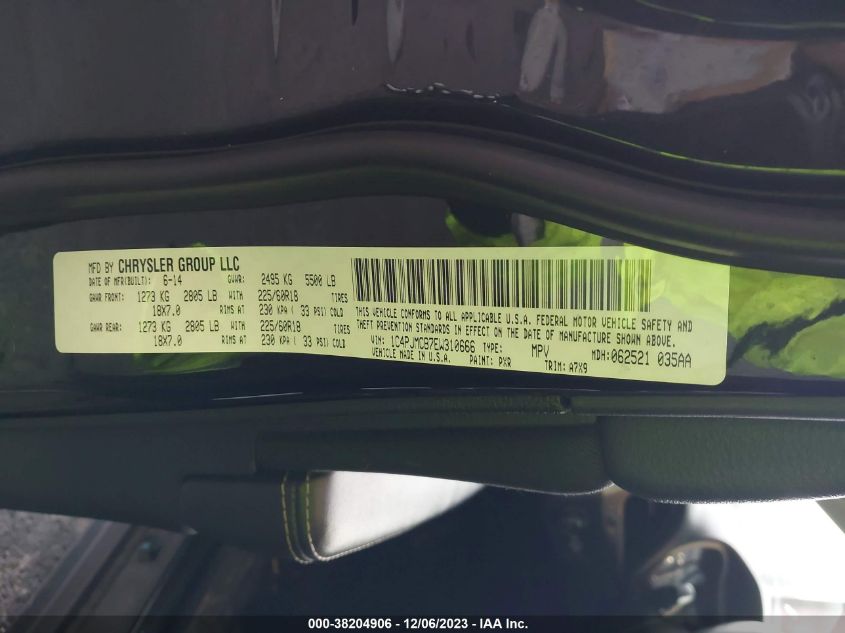 MFD BY CHRYSLER GROUP LLC
DATE OF MFR(BUILT): 6-14 GVWR: 2495 KG 5500 LB
GAWR FRONT: 1273 KG 2805 LB WITH 225/60R18 TIRES
18X7.0 RIMS AT 230 KPA ( 33 PSI) COLD
GAWR REAR: 1273 KG 2805 LB WITH 225/60R18 TIRES
18X7.0 RIMS AT 230 KPA ( 33 PSI) COLD
THIS VEHICLE CONFORMS TO ALL APPLICABLE U.S.A. FEDERAL MOTOR VEHICLE SAFETY AND
THEFT PREVENTION STANDARDS IN EFFECT ON THE DATE OF MANUFACTURE SHOWN ABOVE.
VIN: 1C4PJMCB7EW310666 TYPE: MPV MDH: 062521 035AA
VEHICLE MADE IN U.S.A. PAINT: PXR TRIM: A7X9
000-38204906 - 12/06/2023 - IAA Inc.